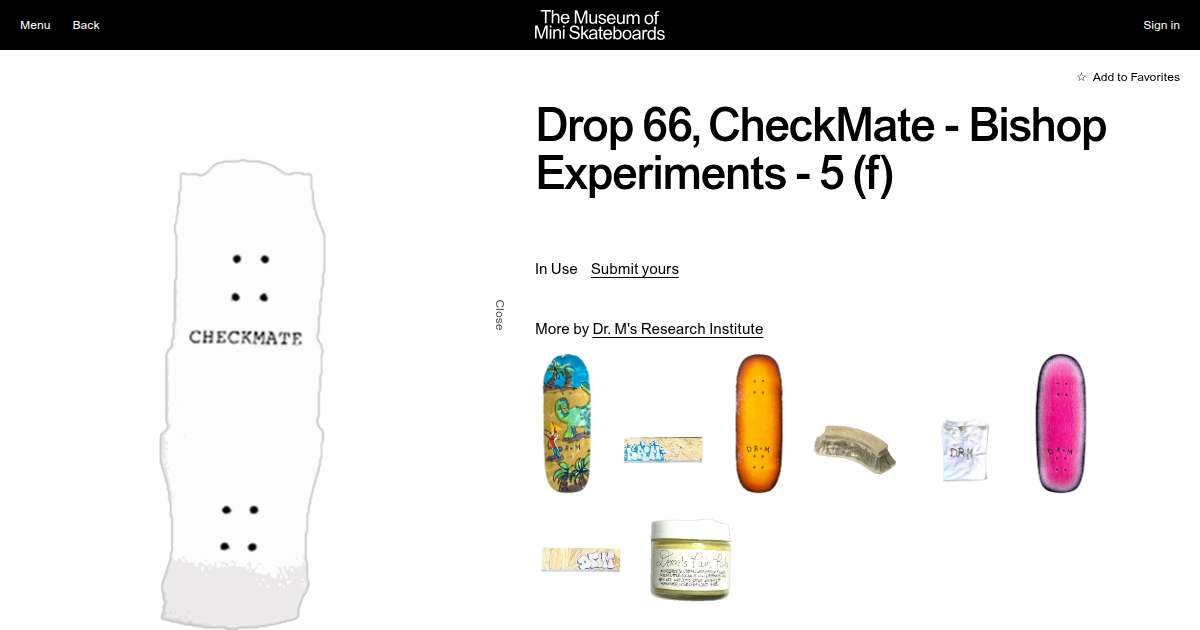 Menu
Back
The Museum of
Mini Skateboards
Sign in
☆ Add to Favorites
Drop 66, CheckMate - Bishop
Experiments - 5 (f)
CHECKMATE
Close
In Use Submit yours
More by Dr. M's Research Institute
DR M